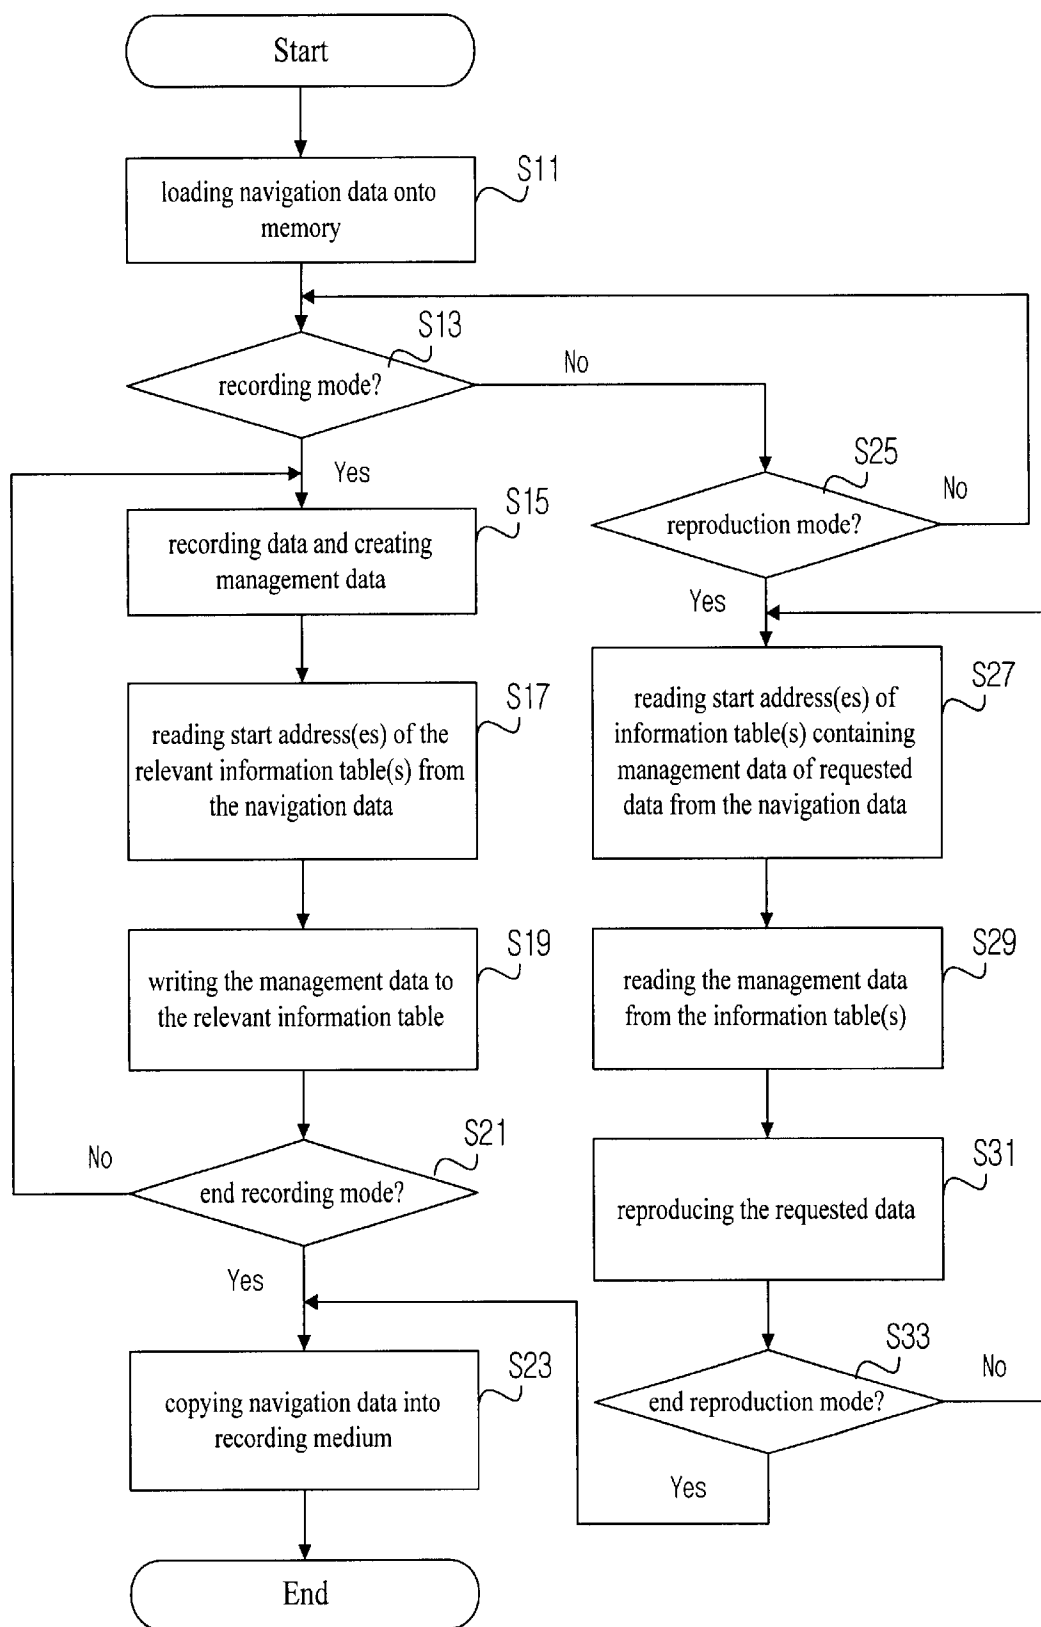 Start
S11
loading navigation data onto
memory
S13
recording mode?
No
Yes
S25
reproduction mode?
No
S15
recording data and creating
management data
Yes
S17
reading start address(es) of the
relevant information table(s) from
the navigation data
S27
reading start address(es) of
information table(s) containing
management data of requested
data from the navigation data
S19
writing the management data to
the relevant information table
S29
reading the management data
from the information table(s)
S21
end recording mode?
No
Yes
S31
reproducing the requested data
S33
end reproduction mode?
No
Yes
S23
copying navigation data into
recording medium
End